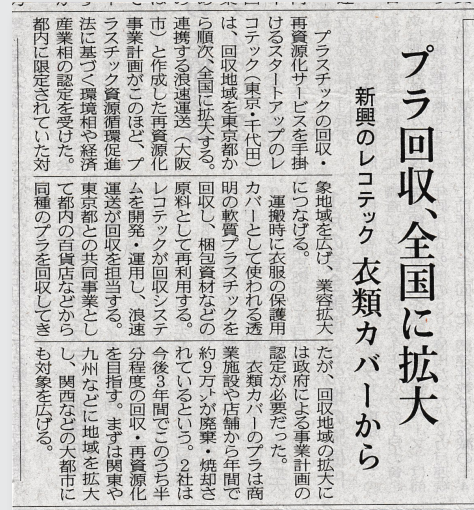 プラ回収、全国に拡大
新興のレコテック 衣類カバーから
プラスチックの回収・
再資源化サービスを手掛
けるスタートアップのレ
コテック(東京・千代田)
は、回収地域を東京都か
ら順次、全国に拡大する。
連携する浪速運送(大阪
市)と作成した再資源化
事業計画がこのほど、プ
ラスチック資源循環促進
法に基づく環境相や経済
産業相の認定を受けた。
都内に限定されていた対
象地域を広げ、業容拡大
につなげる。
運搬時に衣服の保護用
カバーとして使われる透
明の軟質プラスチックを
回収し、梱包資材などの
原料として再利用する。
レコテックが回収システ
ムを開発・運用し、浪速
運送が回収を担当する。
東京都との共同事業とし
て都内の百貨店などから
同種のプラを回収してき
たが、回収地域の拡大に
は政府による事業計画の
認定が必要だった。
衣類カバーのプラは商
業施設や店舗から年間で
約9万トンが廃棄・焼却さ
れているという。2社は
今後3年間でこのうち半
分程度の回収・再資源化
を目指す。まずは関東や
九州などに地域を拡大
し、関西などの大都市に
も対象を広げる。